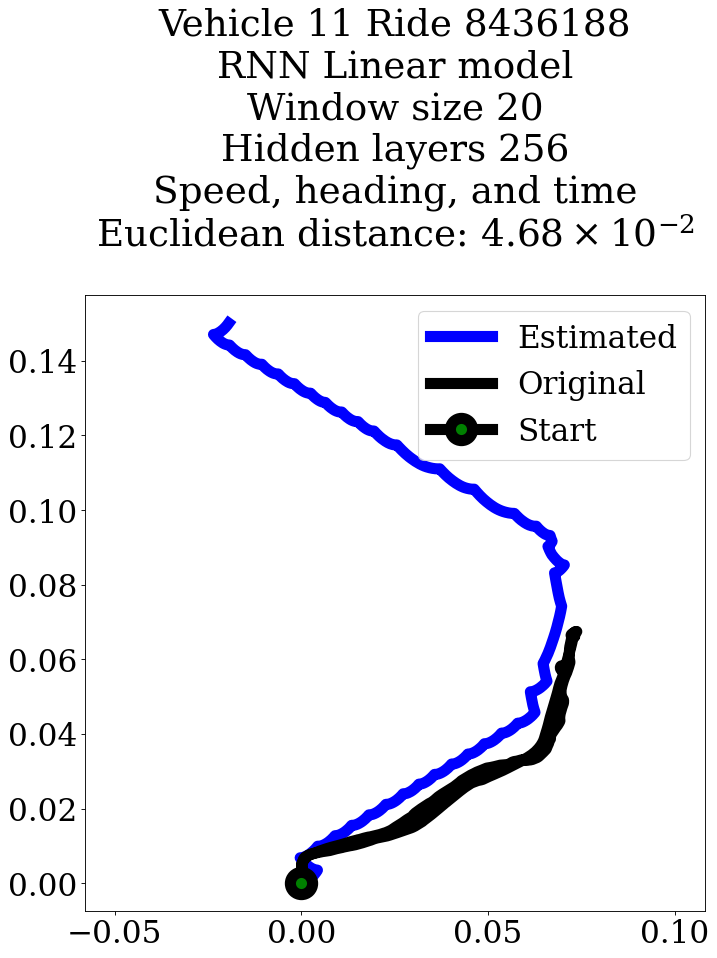 Vehicle 11 Ride 8436188
RNN Linear model
Window size 20
Hidden layers 256
Speed, heading, and time
Euclidean distance: 4.68 × 10⁻²
Estimated
Original
Start
0.14
0.12
0.10
0.08
0.06
0.04
0.02
0.00
−0.05 0.00 0.05 0.10